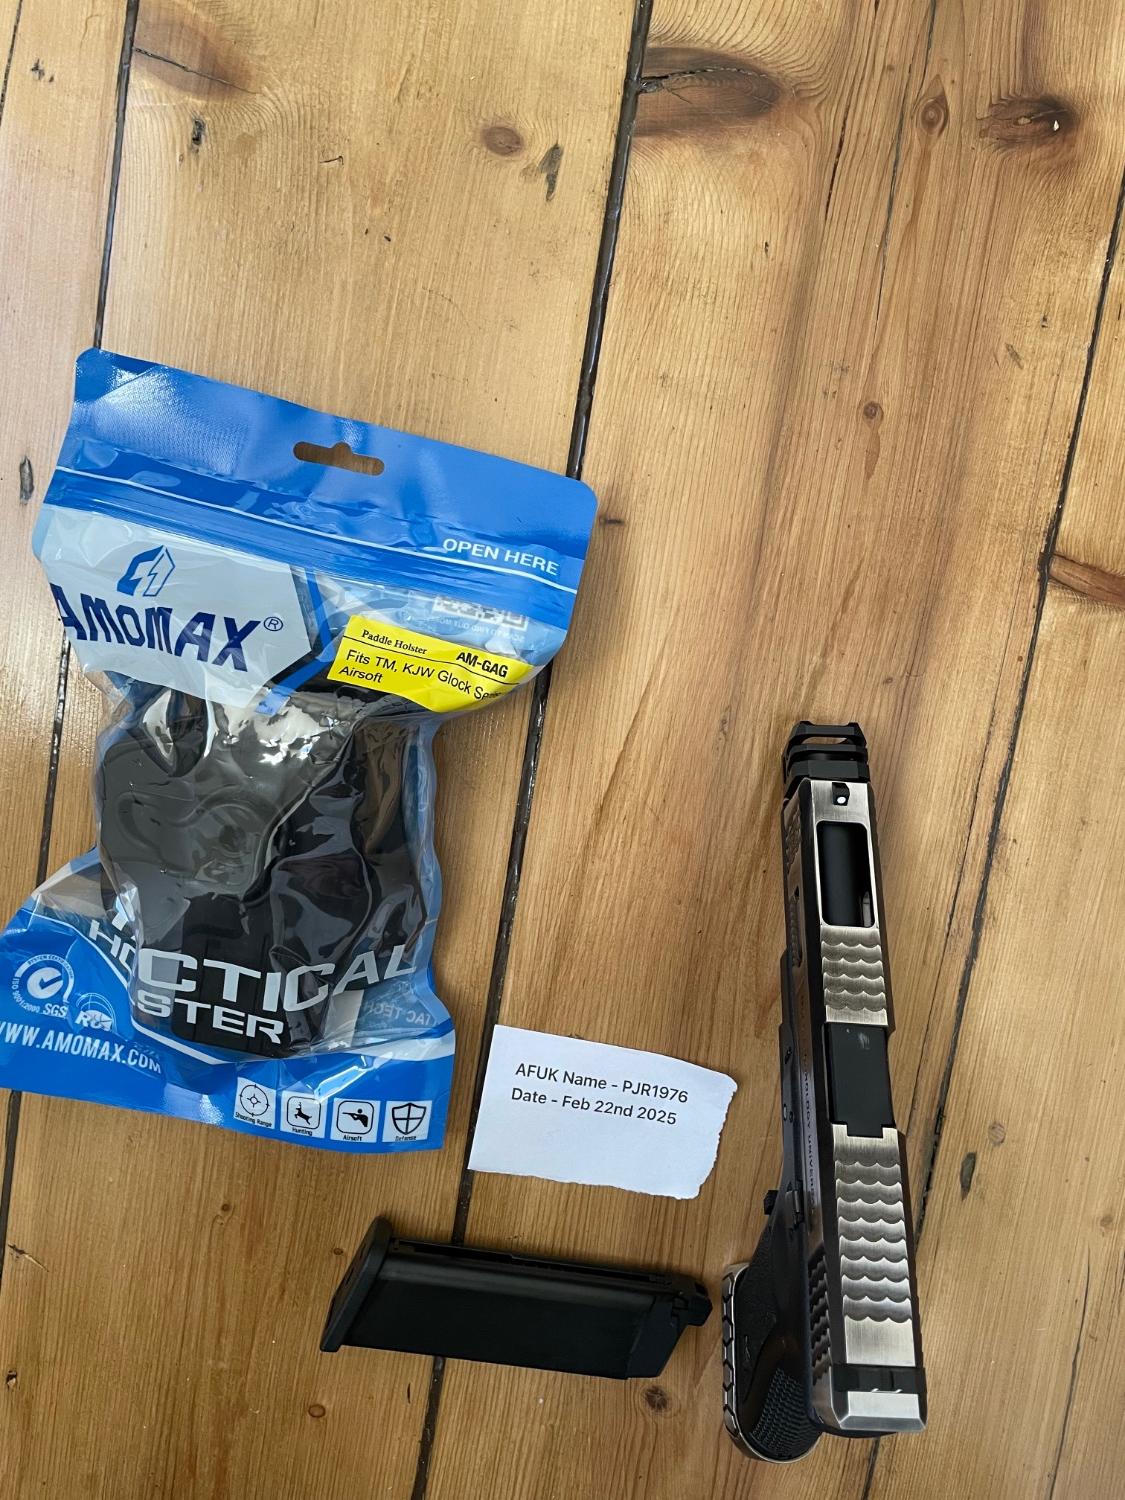 OPEN HERE
AMOMAX®
Paddle Holster AM-GAG
Fits TM, KJW Glock
Airsoft
CTICAL
STER
SGS
WWW.AMOMAX.COM
Shooting Range
Hunting
Airsoft
Defense
AFUK Name - PJR1976
Date - Feb 22nd 2025